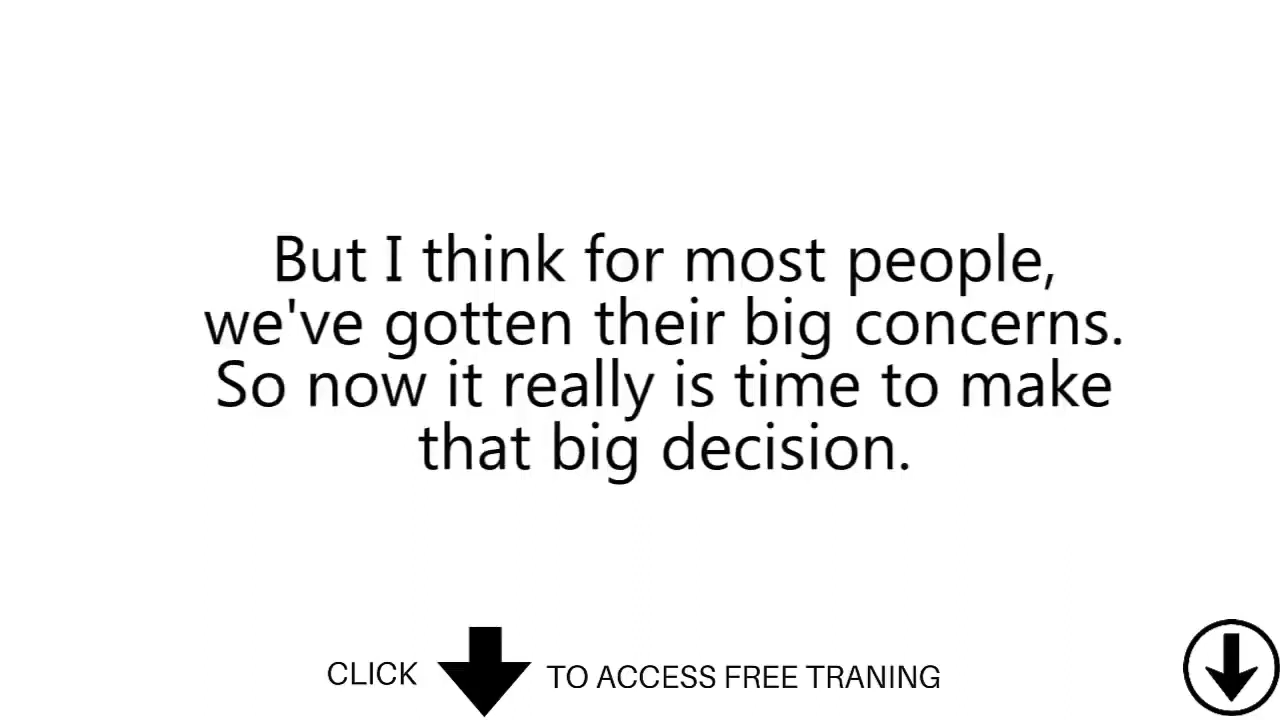 But I think for most people,
we've gotten their big concerns.
So now it really is time to make
that big decision.
CLICK TO ACCESS FREE TRANING